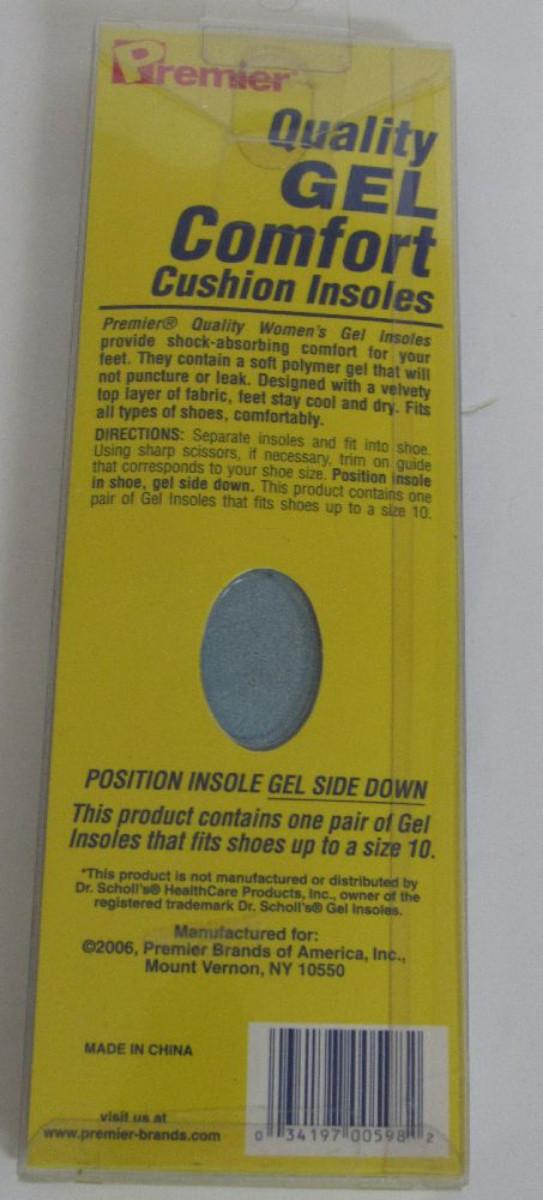 Premier
Quality
GEL
Comfort
Cushion Insoles
Premier® Quality Women's Gel Insoles
provide shock-absorbing comfort for your
feet. They contain a soft polymer gel that will
not puncture or leak. Designed with a velvety
top layer of fabric, feet stay cool and dry. Fits
all types of shoes, comfortably.
DIRECTIONS: Separate insoles and fit into shoe.
Using sharp scissors, if necessary, trim on guide
that corresponds to your shoe size. Position insole
in shoe, gel side down. This product contains one
pair of Gel Insoles that fits shoes up to a size 10.
POSITION INSOLE GEL SIDE DOWN
This product contains one pair of Gel
Insoles that fits shoes up to a size 10.
*This product is not manufactured or distributed by
Dr. Scholl's® HealthCare Products, Inc., owner of the
registered trademark Dr. Scholl's® Gel Insoles.
Manufactured for:
©2006, Premier Brands of America, Inc.,
Mount Vernon, NY 10550
MADE IN CHINA
visit us at
www.premier-brands.com
0 34197 00598 2